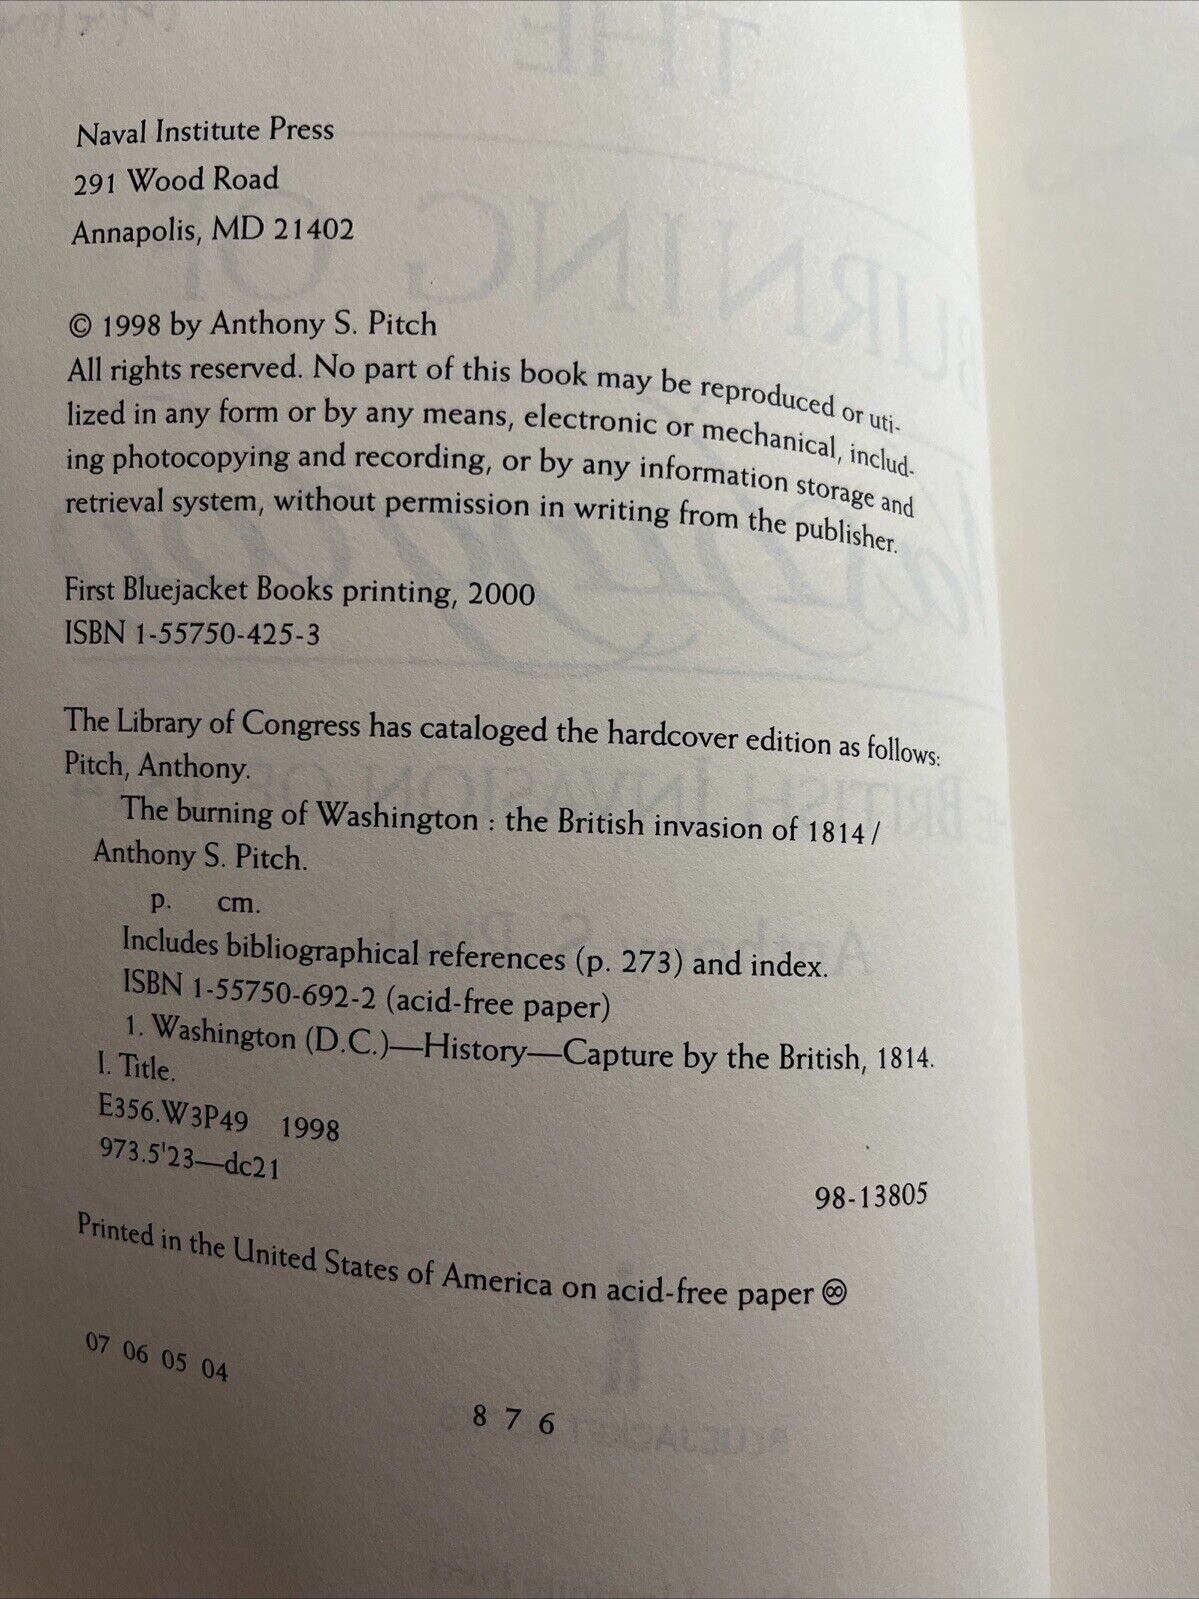 Naval Institute Press
291 Wood Road
Annapolis, MD 21402
© 1998 by Anthony S. Pitch
All rights reserved. No part of this book may be reproduced or uti-
lized in any form or by any means, electronic or mechanical, includ-
ing photocopying and recording, or by any information storage and
retrieval system, without permission in writing from the publisher.
First Bluejacket Books printing, 2000
ISBN 1-55750-425-3
The Library of Congress has cataloged the hardcover edition as follows:
Pitch, Anthony.
The burning of Washington : the British invasion of 1814 /
Anthony S. Pitch.
p. cm.
Includes bibliographical references (p. 273) and index.
ISBN 1-55750-692-2 (acid-free paper)
1. Washington (D.C.)—History—Capture by the British, 1814.
I. Title.
E356.W3P49 1998
973.5'23—dc21
98-13805
Printed in the United States of America on acid-free paper ♾
07 06 05 04
8 7 6